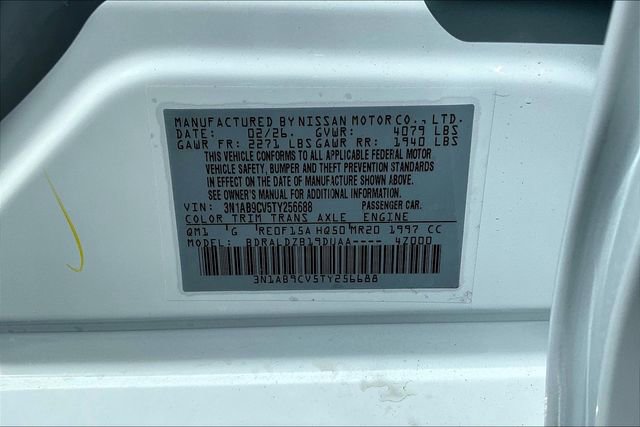 MANUFACTURED BY NISSAN MOTOR CO., LTD.
DATE: 02/26. GVWR: 4079 LBS
GAWR FR: 2271 LBS GAWR RR: 1940 LBS
THIS VEHICLE CONFORMS TO ALL APPLICABLE FEDERAL MOTOR
VEHICLE SAFETY, BUMPER AND THEFT PREVENTION STANDARDS
IN EFFECT ON THE DATE OF MANUFACTURE SHOWN ABOVE.
SEE OWNER'S MANUAL FOR ADDITIONAL INFORMATION.
VIN: 3N1AB9CV5TY256688 PASSENGER CAR.
COLOR TRIM TRANS AXLE ENGINE
QM1 G RE0F15A HQ50 MR20 1997 CC
MODEL: BDRALDZB19DUAA---- 4Z000
3N1AB9CV5TY256688